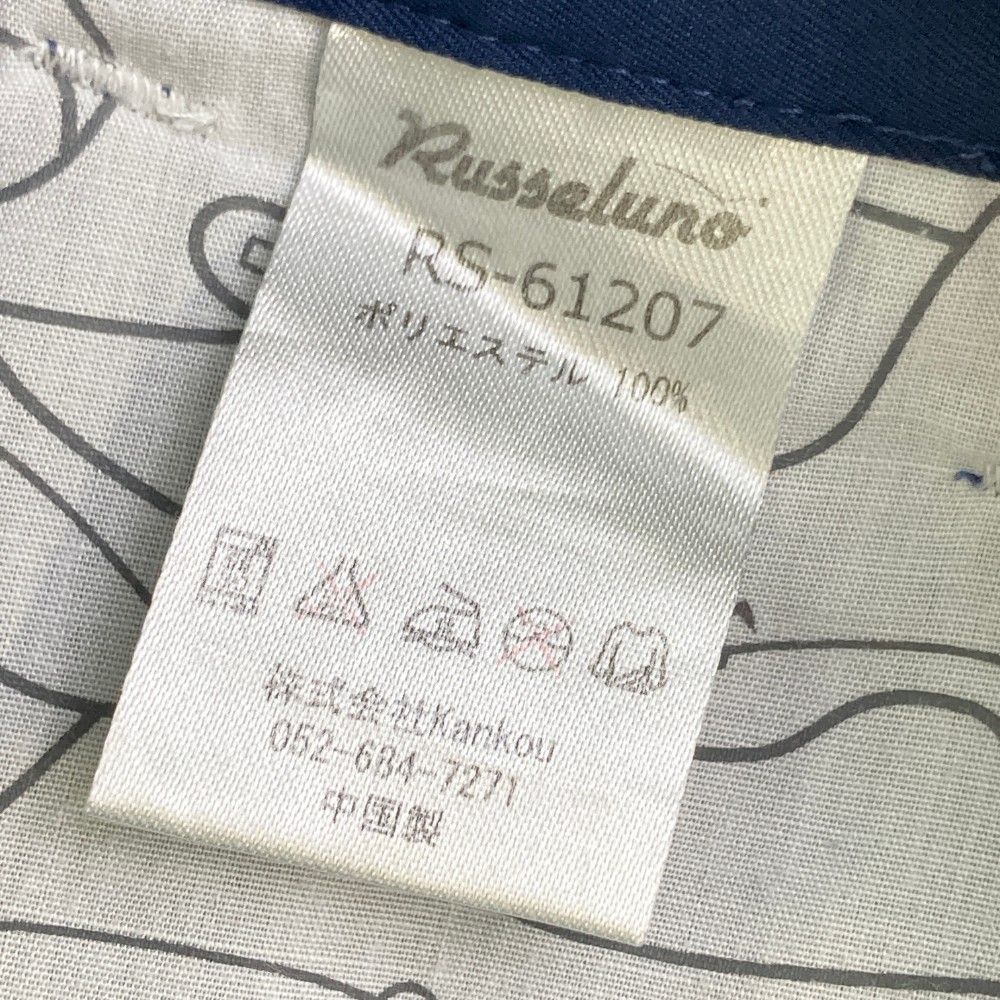 Russeluno
RS-61207
ポリエステル 100%
株式会社Kankou
052-684-7271
中国製